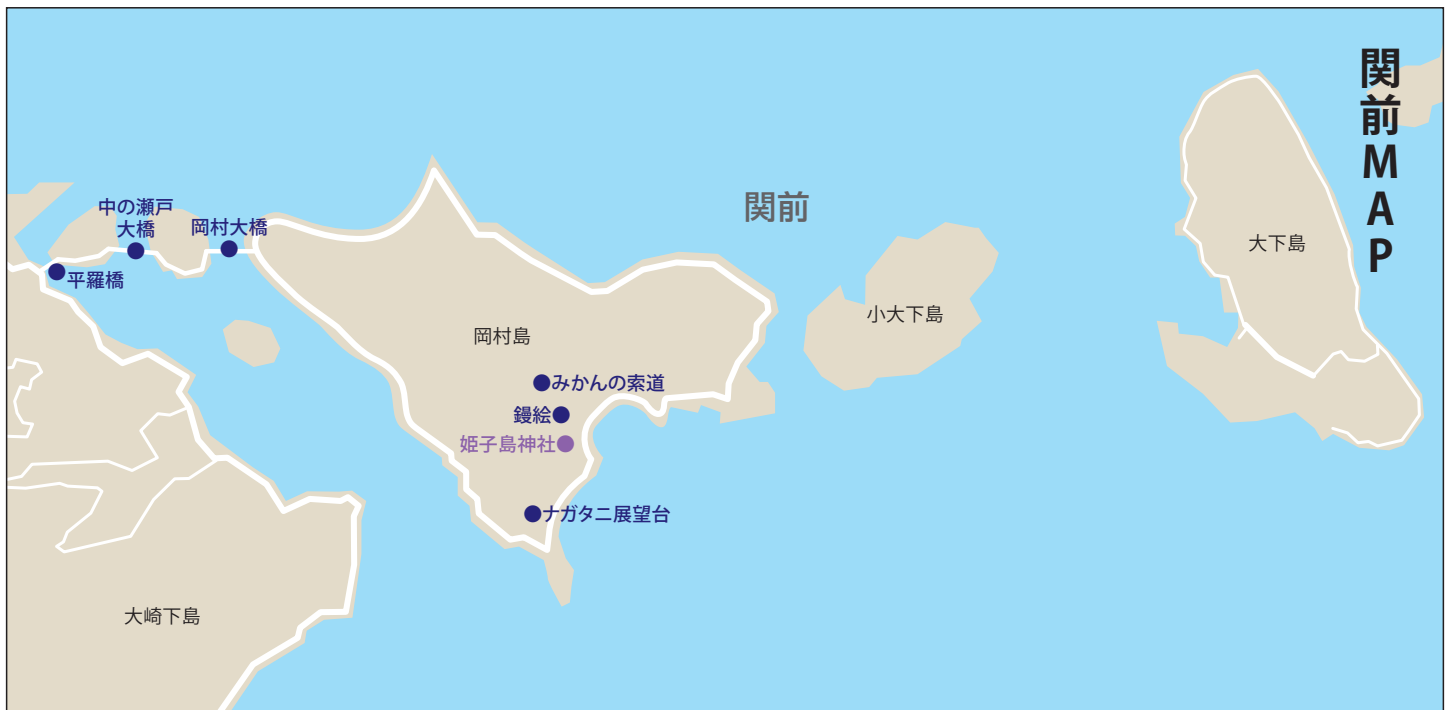 関前MAP
関前
中の瀬戸
大橋
岡村大橋
平羅橋
大下島
小大下島
岡村島
みかんの索道
鏝絵
姫子島神社
ナガタニ展望台
大崎下島